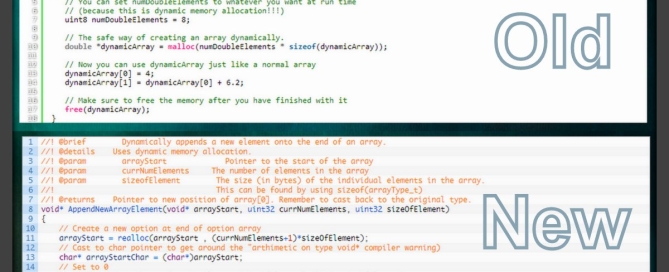 // You can set numDoubleElements to whatever you want at run time
// (because this is dynamic memory allocation!!!)
uint8 numDoubleElements = 8;
// The safe way of creating an array dynamically.
double *dynamicArray = malloc(numDoubleElements * sizeof(dynamicArray));
// Now you can use dynamicArray just like a normal array
dynamicArray[0] = 4;
dynamicArray[1] = dynamicArray[0] + 6.2;
// Make sure to free the memory after you have finished with it
free(dynamicArray);
}
Old
1 //! @brief Dynamically appends a new element onto the end of an array.
2 //! @details Uses dynamic memory allocation.
3 //! @param arrayStart Pointer to the start of the array
4 //! @param currNumElements The number of elements in the array
5 //! @param sizeofElement The size (in bytes) of the individual elements in the array.
6 //! This can be found by using sizeof(arrayType_t)
7 //! @returns Pointer to new position of array[0]. Remember to cast back to the original type.
8 void* AppendNewArrayElement(void* arrayStart, uint32 currNumElements, uint32 sizeOfElement)
9 {
10 // Create a new option at end of option array
11 arrayStart = realloc(arrayStart , (currNumElements+1)*sizeOfElement);
12 // Cast to char pointer to get around the "arthimetic on type void* compiler warning)
13 char* arrayStartChar = (char*)arrayStart;
14 // Set to 0
New